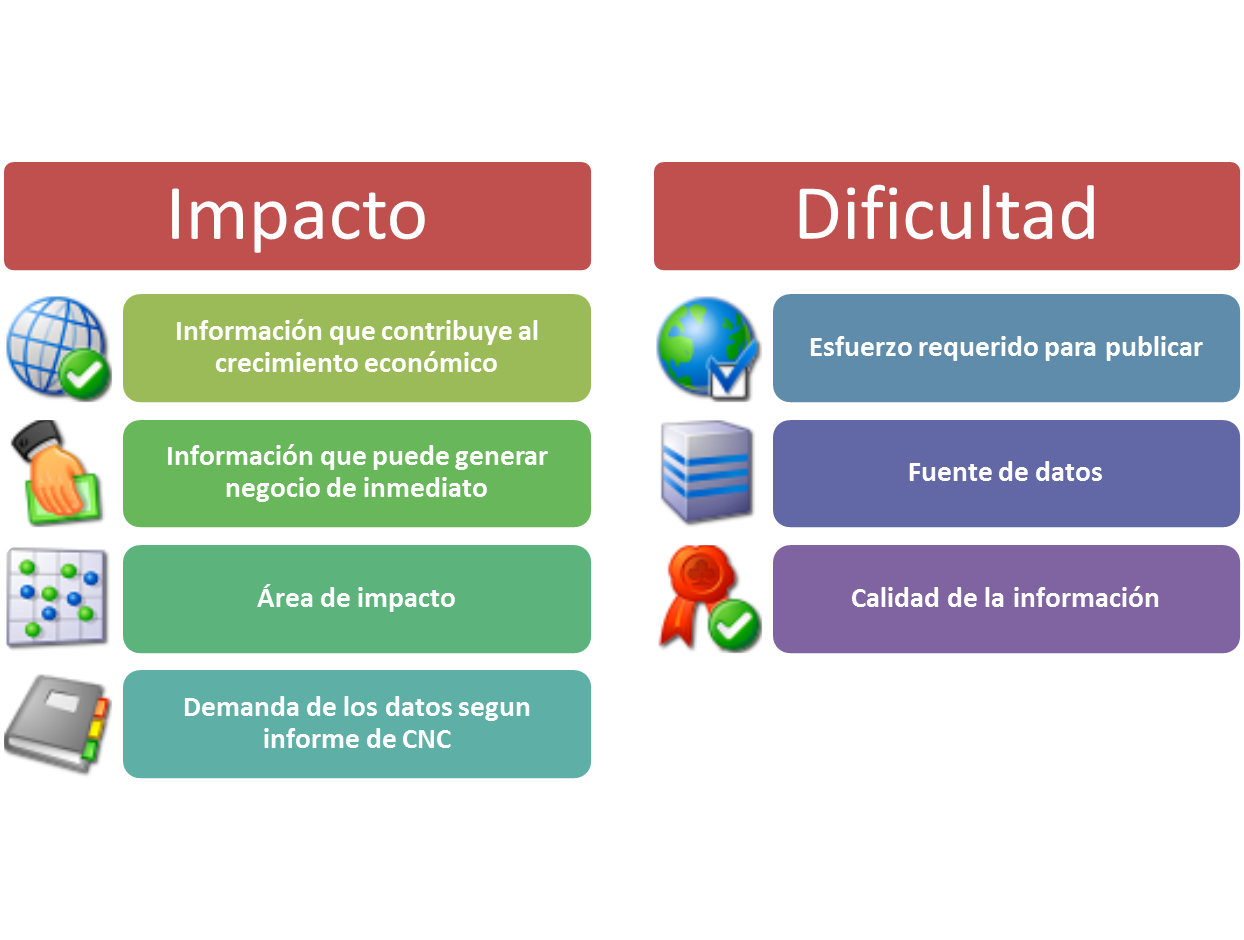 Impacto
Información que contribuye al
crecimiento económico
Información que puede generar
negocio de inmediato
Área de impacto
Demanda de los datos segun
informe de CNC
Dificultad
Esfuerzo requerido para publicar
Fuente de datos
Calidad de la información